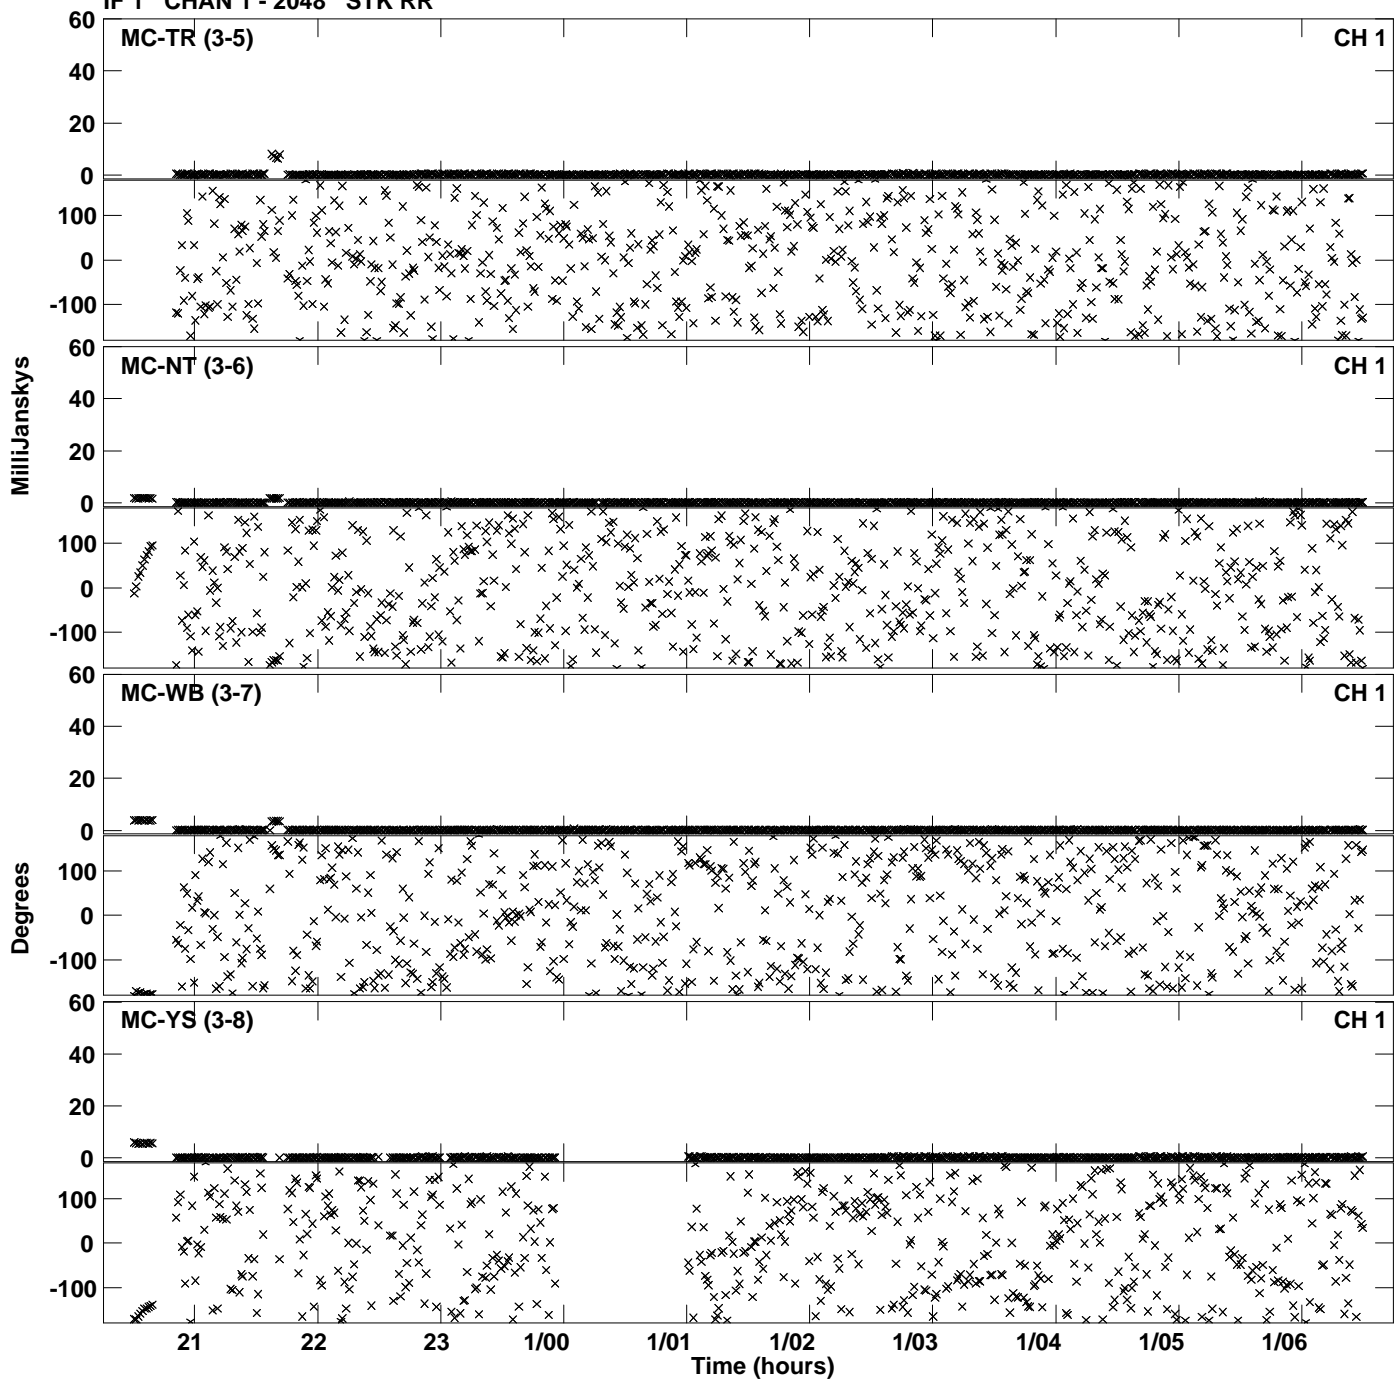 IF 1 CHAN 1 - 2048 STK RR
60
MC-TR (3-5)
CH 1
40
20
0
100
0
-100
60
MC-NT (3-6)
CH 1
40
20
0
100
0
-100
MilliJanskys
60
MC-WB (3-7)
CH 1
40
20
0
100
0
-100
Degrees
60
MC-YS (3-8)
CH 1
40
20
0
100
0
-100
21 22 23 1/00 1/01 1/02 1/03 1/04 1/05 1/06
Time (hours)